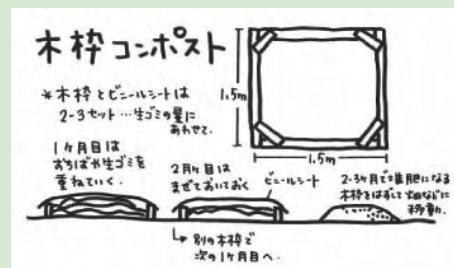 木枠コンポスト
*木枠とビニールシートは
2-3セット…生ゴミの量に
あわせて.
1.5m
1.5m
1ヶ月目は
おちばや生ゴミを
重ねていく.
2月ヶ目は
まぜておいておく
ビニールシート
2-3ヶ月で堆肥になる
木枠をはずして畑などに
移動.
別の木枠で
次の1ヶ月目へ.